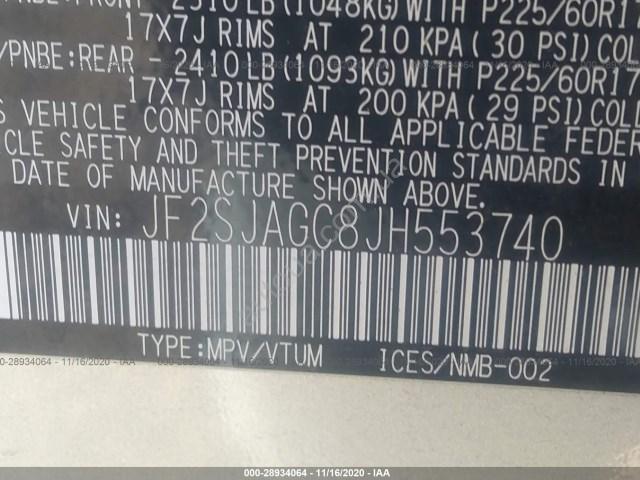 2310 LB (1048KG) WITH P225/60R17
17X7J RIMS AT 210 KPA (30 PSI) COL
/PNBE:REAR - 2410 LB (1093KG) WITH P225/60R17
17X7J RIMS AT 200 KPA (29 PSI) COL
S VEHICLE CONFORMS TO ALL APPLICABLE FEDER
CLE SAFETY AND THEFT PREVENTION STANDARDS IN
DATE OF MANUFACTURE SHOWN ABOVE.
VIN: JF2SJAGC8JH553740
TYPE:MPV/VTUM ICES/NMB-002
000-28934064 - 11/16/2020 - IAA